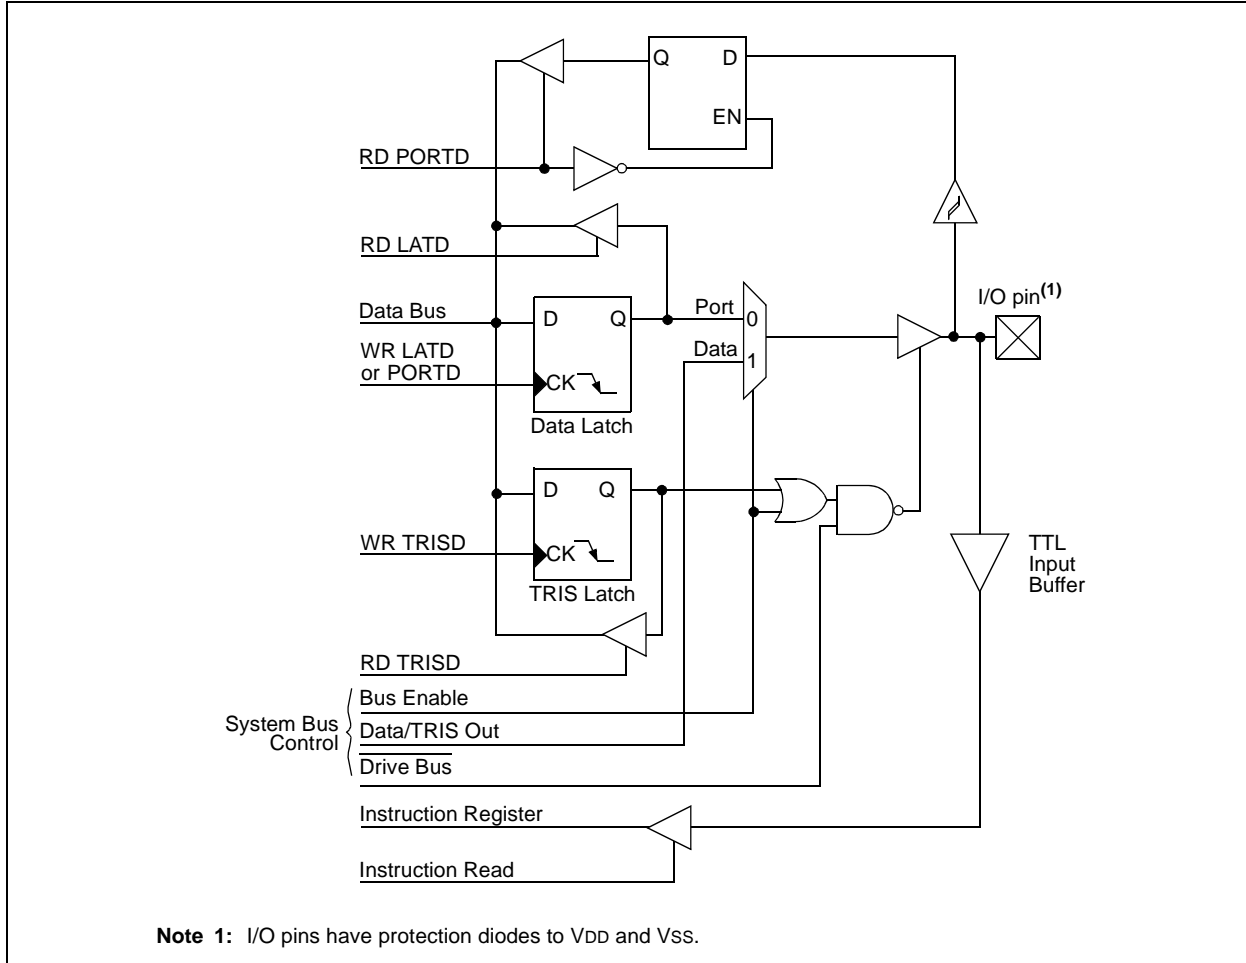 Q D
EN
RD PORTD
RD LATD
I/O pin(1)
Port
Data Bus
D Q
0
Data
WR LATD
or PORTD
1
CK
Data Latch
D Q
WR TRISD
CK
TTL
Input
Buffer
TRIS Latch
RD TRISD
Bus Enable
System Bus
Control
Data/TRIS Out
Drive Bus
Instruction Register
Instruction Read
Note 1: I/O pins have protection diodes to VDD and VSS.